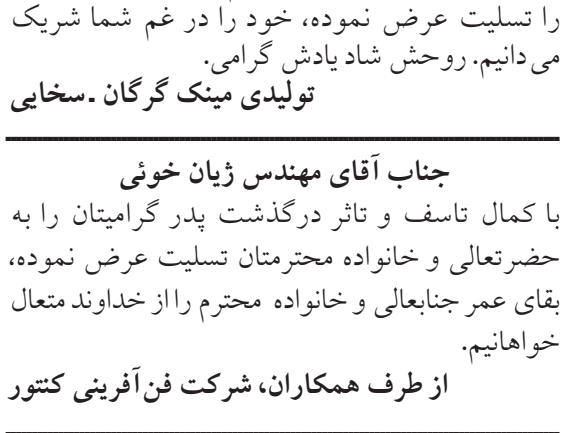 را تسلیت عرض نموده، خود را در غم شما شریک
می‌دانیم. روحش شاد یادش گرامی.
تولیدی مینک گرگان ـ سخایی
جناب آقای مهندس ژیان خوئی
با کمال تاسف و تاثر درگذشت پدر گرامیتان را به
حضرتعالی و خانواده محترمتان تسلیت عرض نموده،
بقای عمر جنابعالی و خانواده محترم را از خداوند متعال
خواهانیم.
از طرف همکاران، شرکت فن‌آفرینی کنتور